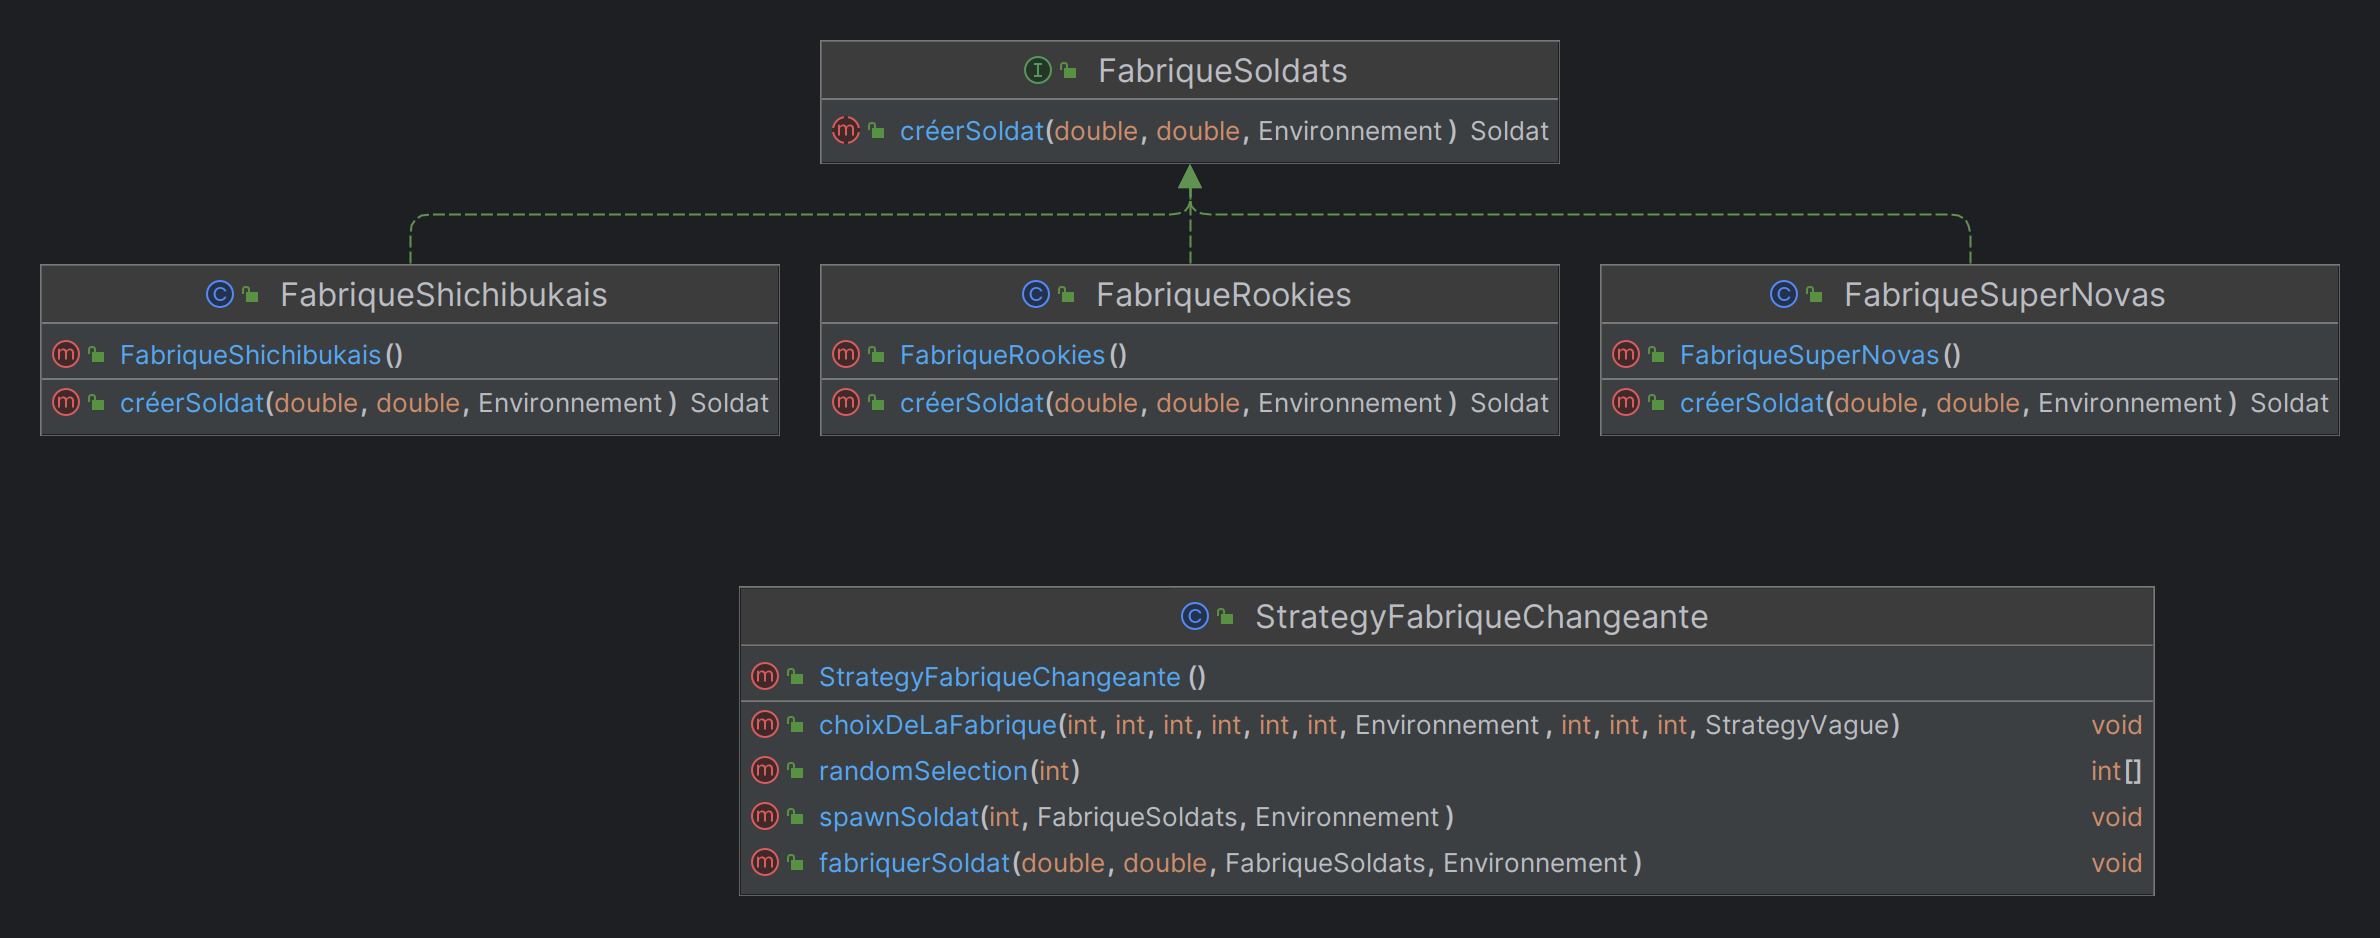 FabriqueSoldats
créerSoldat(double, double, Environnement) Soldat
FabriqueShichibukais
FabriqueShichibukais()
créerSoldat(double, double, Environnement) Soldat
FabriqueRookies
FabriqueRookies()
créerSoldat(double, double, Environnement) Soldat
FabriqueSuperNovas
FabriqueSuperNovas()
créerSoldat(double, double, Environnement) Soldat
StrategyFabriqueChangeante
StrategyFabriqueChangeante()
choixDeLaFabrique(int, int, int, int, int, int, Environnement, int, int, int, StrategyVague) void
randomSelection(int) int[]
spawnSoldat(int, FabriqueSoldats, Environnement) void
fabriquerSoldat(double, double, FabriqueSoldats, Environnement) void